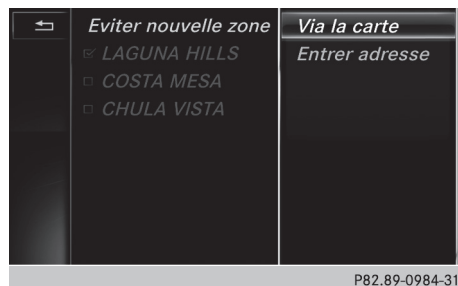 Eviter nouvelle zone
LAGUNA HILLS
COSTA MESA
CHULA VISTA
Via la carte
Entrer adresse
P82.89-0984-31